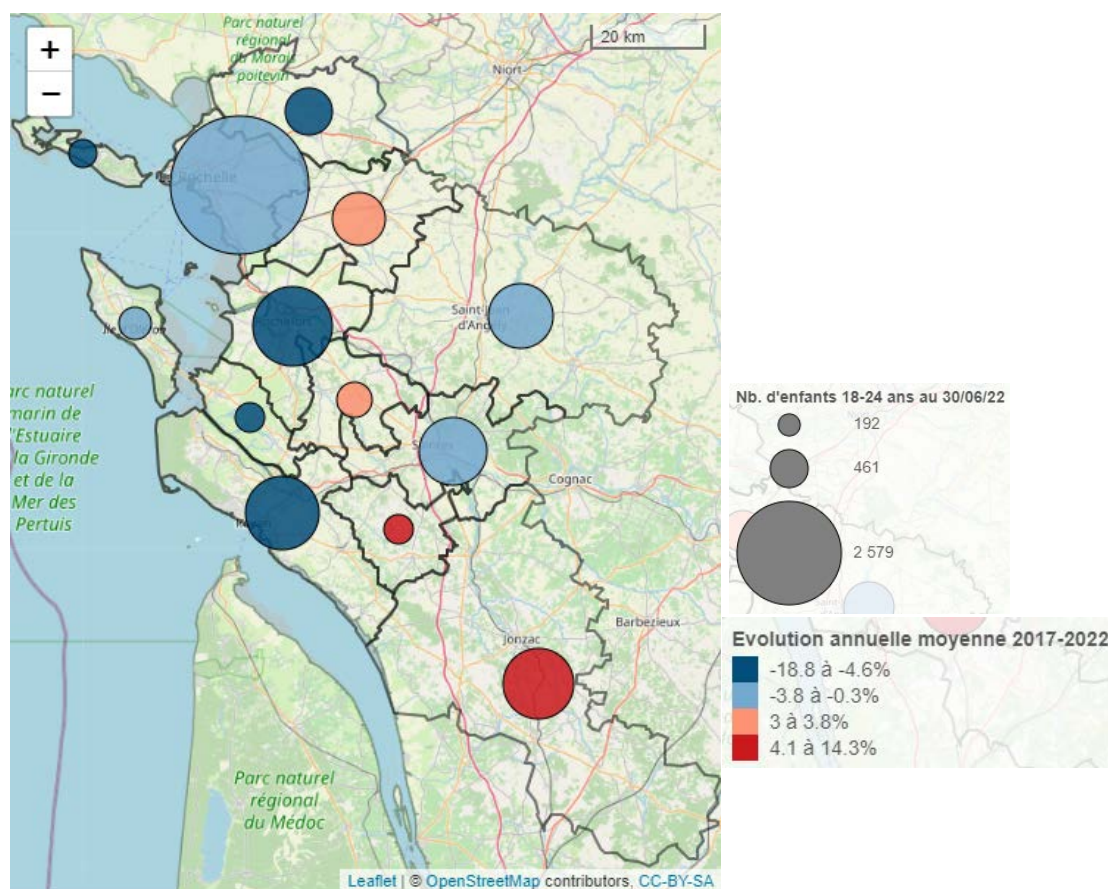 Parc naturel
régional
du Marais
poitevin
20 km
+
−
Niort
Rochelle
Saint-Jean
d'Angély
arc naturel
marin de
'Estuaire
la Gironde
et de la
Mer des
Pertuis
Cognac
Barbezieux
Jonzac
Parc naturel
régional
du Médoc
Leaflet | © OpenStreetMap contributors, CC-BY-SA
Nb. d'enfants 18-24 ans au 30/06/22
192
461
2 579
Evolution annuelle moyenne 2017-2022
-18.8 à -4.6%
-3.8 à -0.3%
3 à 3.8%
4.1 à 14.3%